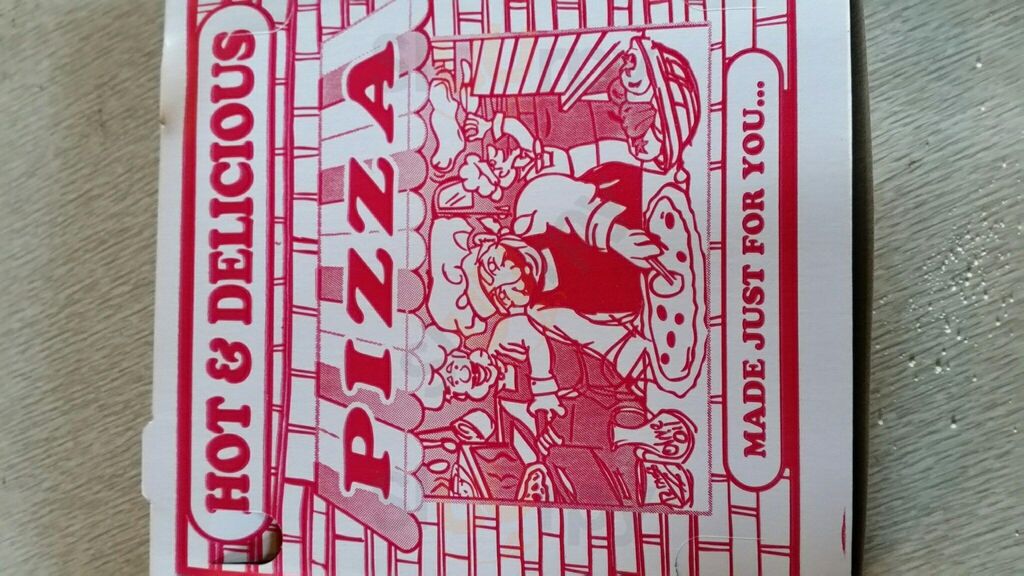 HOT & DELICIOUS
PIZZA
MADE JUST FOR YOU...